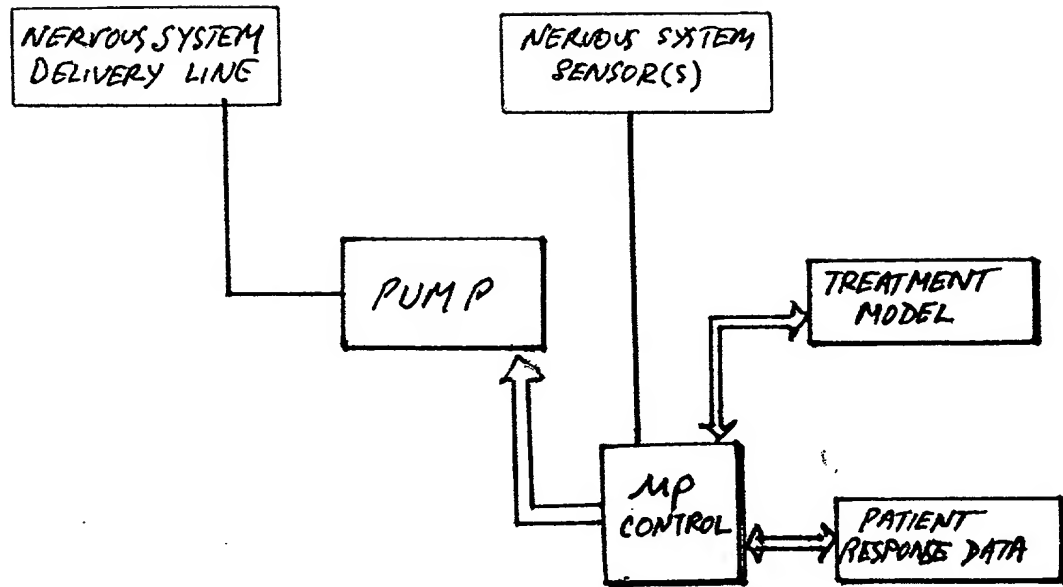 NERVOUS SYSTEM
DELIVERY LINE
NERVOUS SYSTEM
SENSOR(S)
PUMP
TREATMENT
MODEL
μP
CONTROL
PATIENT
RESPONSE DATA